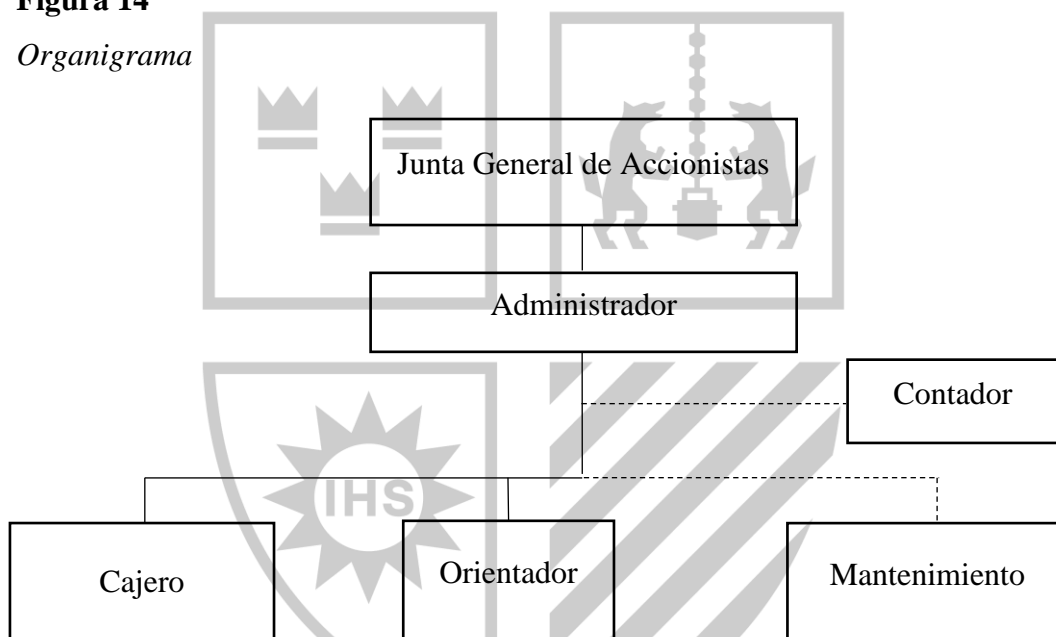 Figura 14
Organigrama
Junta General de Accionistas
Administrador
Contador
IHS
Cajero
Orientador
Mantenimiento